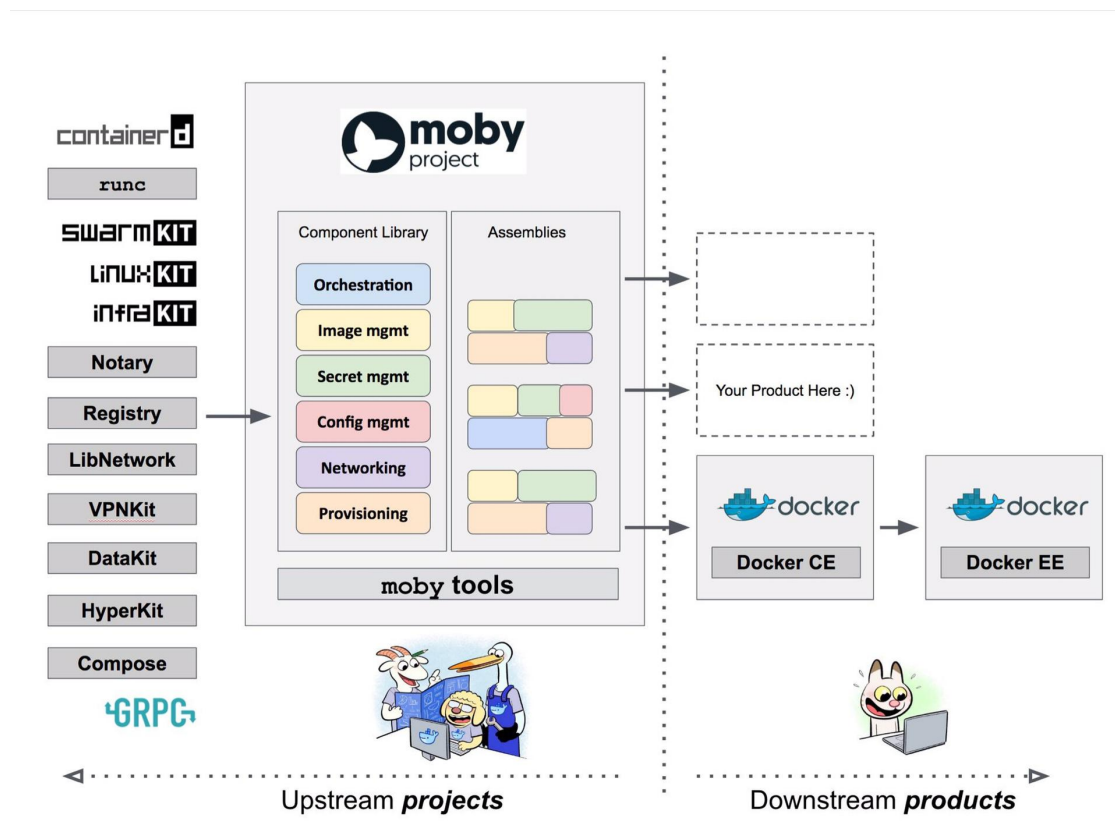 containerd
runc
swarmKIT
LinuxKIT
infraKIT
Notary
Registry
LibNetwork
VPNKit
DataKit
HyperKit
Compose
GRPC
moby
project
Component Library
Orchestration
Image mgmt
Secret mgmt
Config mgmt
Networking
Provisioning
Assemblies
moby tools
Your Product Here :)
docker
Docker CE
docker
Docker EE
Upstream projects
Downstream products